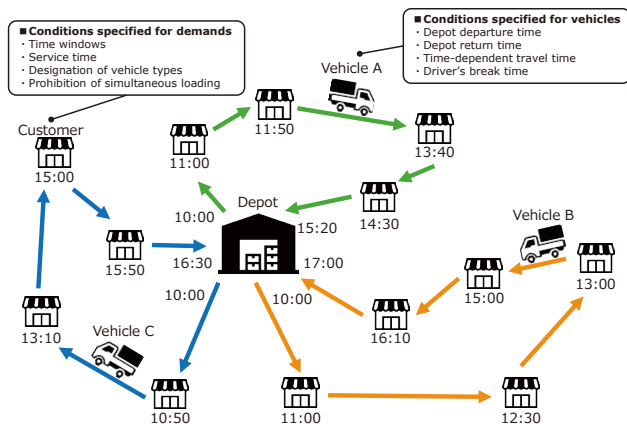 ■ Conditions specified for demands
・Time windows
・Service time
・Designation of vehicle types
・Prohibition of simultaneous loading
■ Conditions specified for vehicles
・Depot departure time
・Depot return time
・Time-dependent travel time
・Driver's break time
Vehicle A
Customer
15:00
11:00
11:50
13:40
14:30
10:00
Depot
15:20
15:50
16:30
17:00
Vehicle B
13:00
15:00
16:10
10:00
10:00
13:10
Vehicle C
10:50
11:00
12:30